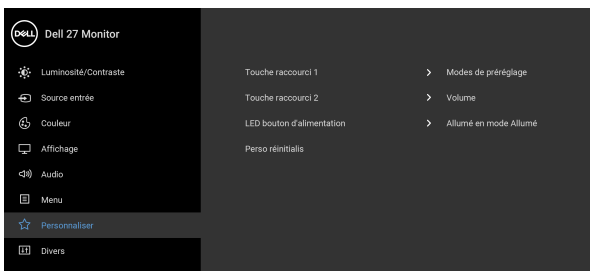 DELL Dell 27 Monitor
Luminosité/Contraste
Source entrée
Couleur
Affichage
Audio
Menu
Personnaliser
Divers
Touche raccourci 1 > Modes de préréglage
Touche raccourci 2 > Volume
LED bouton d'alimentation > Allumé en mode Allumé
Perso réinitialis